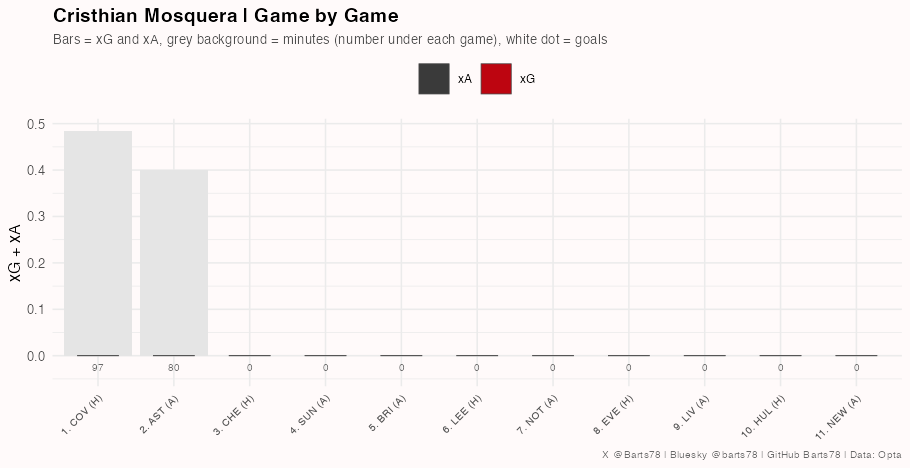 Cristhian Mosquera | Game by Game
Bars = xG and xA, grey background = minutes (number under each game), white dot = goals
xA xG
xG + xA
0.5
0.4
0.3
0.2
0.1
0.0
97 80 0 0 0 0 0 0 0 0 0
1. COV (H) 2. AST (A) 3. CHE (H) 4. SUN (A) 5. BRI (A) 6. LEE (H) 7. NOT (A) 8. EVE (H) 9. LIV (A) 10. HUL (H) 11. NEW (A)
X @Barts78 | Bluesky @barts78 | GitHub Barts78 | Data: Opta